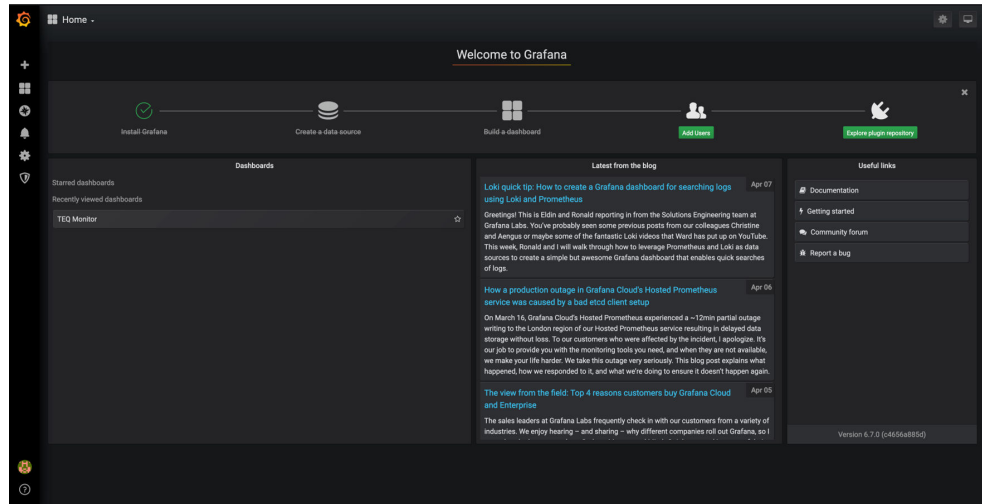 Home
Welcome to Grafana
Install Grafana
Create a data source
Build a dashboard
Add Users
Explore plugin repository
Dashboards
Starred dashboards
Recently viewed dashboards
TEQ Monitor
Latest from the blog
Loki quick tip: How to create a Grafana dashboard for searching logs
using Loki and Prometheus
Apr 07
Greetings! This is Eldin and Ronald reporting in from the Solutions Engineering team at
Grafana Labs. You've probably seen some previous posts from our colleagues Christine
and Aengus or maybe some of the fantastic Loki videos that Ward has put up on YouTube.
This week, Ronald and I will walk through how to leverage Prometheus and Loki as data
sources to create a simple but awesome Grafana dashboard that enables quick searches
of logs.
How a production outage in Grafana Cloud's Hosted Prometheus
service was caused by a bad etcd client setup
Apr 06
On March 16, Grafana Cloud's Hosted Prometheus experienced a ~12min partial outage
writing to the London region of our Hosted Prometheus service resulting in delayed data
storage without loss. To our customers who were affected by the incident, I apologize. It's
our job to provide you with the monitoring tools you need, and when they are not available,
we make your life harder. We take this outage very seriously. This blog post explains what
happened, how we responded to it, and what we're doing to ensure it doesn't happen again.
The view from the field: Top 4 reasons customers buy Grafana Cloud
and Enterprise
Apr 05
The sales leaders at Grafana Labs frequently check in with our customers from a variety of
industries. We enjoy hearing – and sharing – why different companies roll out Grafana, so I
Useful links
Documentation
Getting started
Community forum
Report a bug
Version 6.7.0 (c4656a885d)